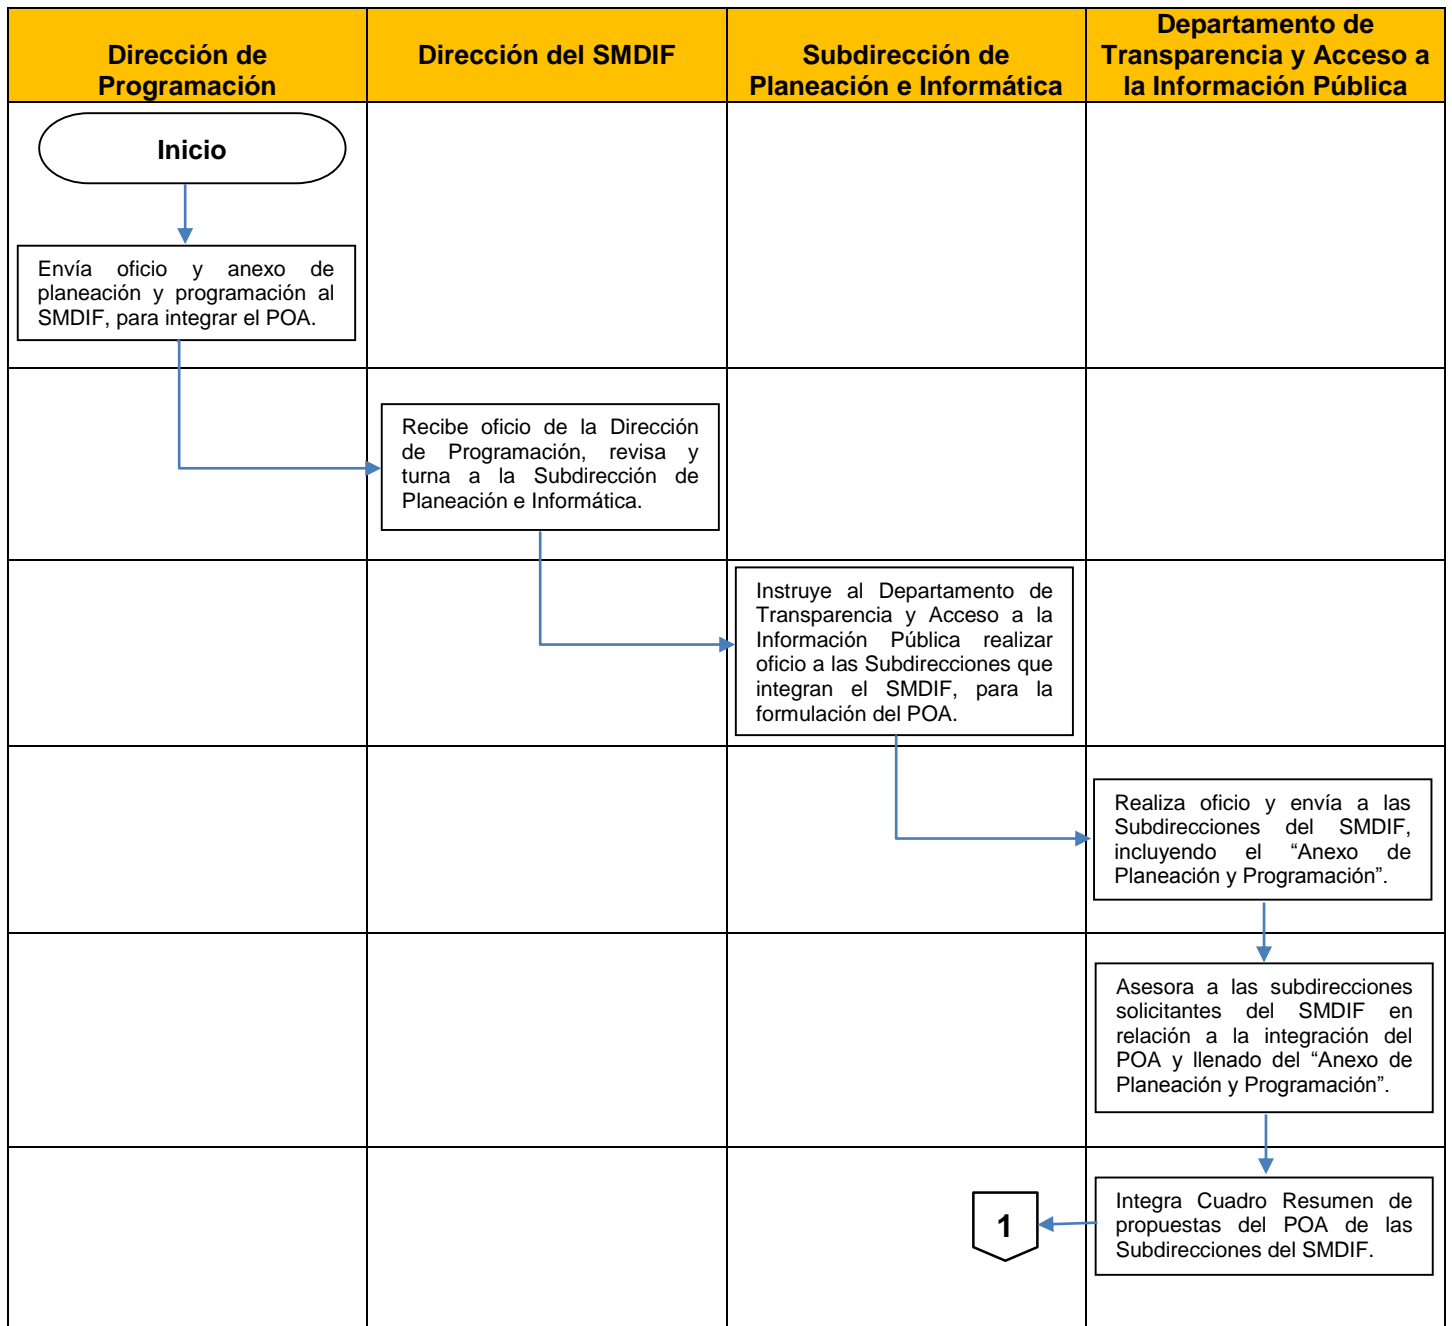 Dirección de
Programación
Dirección del SMDIF
Subdirección de
Planeación e Informática
Departamento de
Transparencia y Acceso a
la Información Pública
Inicio
Envía oficio y anexo de
planeación y programación al
SMDIF, para integrar el POA.
Recibe oficio de la Dirección
de Programación, revisa y
turna a la Subdirección de
Planeación e Informática.
Instruye al Departamento de
Transparencia y Acceso a la
Información Pública realizar
oficio a las Subdirecciones que
integran el SMDIF, para la
formulación del POA.
Realiza oficio y envía a las
Subdirecciones del SMDIF,
incluyendo el “Anexo de
Planeación y Programación”.
Asesora a las subdirecciones
solicitantes del SMDIF en
relación a la integración del
POA y llenado del “Anexo de
Planeación y Programación”.
Integra Cuadro Resumen de
propuestas del POA de las
Subdirecciones del SMDIF.
1